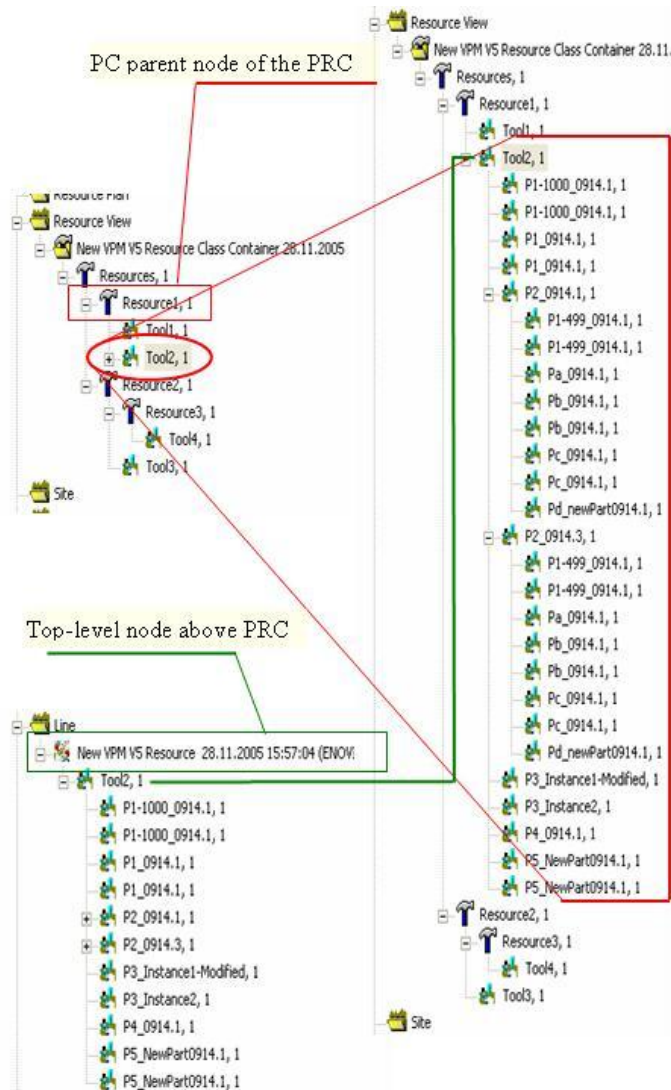 PC parent node of the PRC
Resource View
New VPM V5 Resource Class Container 28.11.
Resources, 1
Resource1, 1
Tool1, 1
Tool2, 1
P1-1000_0914.1, 1
P1-1000_0914.1, 1
P1_0914.1, 1
P1_0914.1, 1
P2_0914.1, 1
P1-499_0914.1, 1
P1-499_0914.1, 1
Pa_0914.1, 1
Pb_0914.1, 1
Pb_0914.1, 1
Pc_0914.1, 1
Pc_0914.1, 1
Pd_newPart0914.1, 1
P2_0914.3, 1
P1-499_0914.1, 1
P1-499_0914.1, 1
Pa_0914.1, 1
Pb_0914.1, 1
Pb_0914.1, 1
Pc_0914.1, 1
Pc_0914.1, 1
Pd_newPart0914.1, 1
P3_Instance1-Modified, 1
P3_Instance2, 1
P4_0914.1, 1
P5_NewPart0914.1, 1
P5_NewPart0914.1, 1
Resource2, 1
Resource3, 1
Tool4, 1
Tool3, 1
Site
Resource Plan
Resource View
New VPM V5 Resource Class Container 28.11.2005
Resources, 1
Resource1, 1
Tool1, 1
Tool2, 1
Resource2, 1
Resource3, 1
Tool4, 1
Tool3, 1
Site
Top-level node above PRC
Line
New VPM V5 Resource 28.11.2005 15:57:04 (ENOV
Tool2, 1
P1-1000_0914.1, 1
P1-1000_0914.1, 1
P1_0914.1, 1
P1_0914.1, 1
P2_0914.1, 1
P2_0914.3, 1
P3_Instance1-Modified, 1
P3_Instance2, 1
P4_0914.1, 1
P5_NewPart0914.1, 1
P5_NewPart0914.1, 1